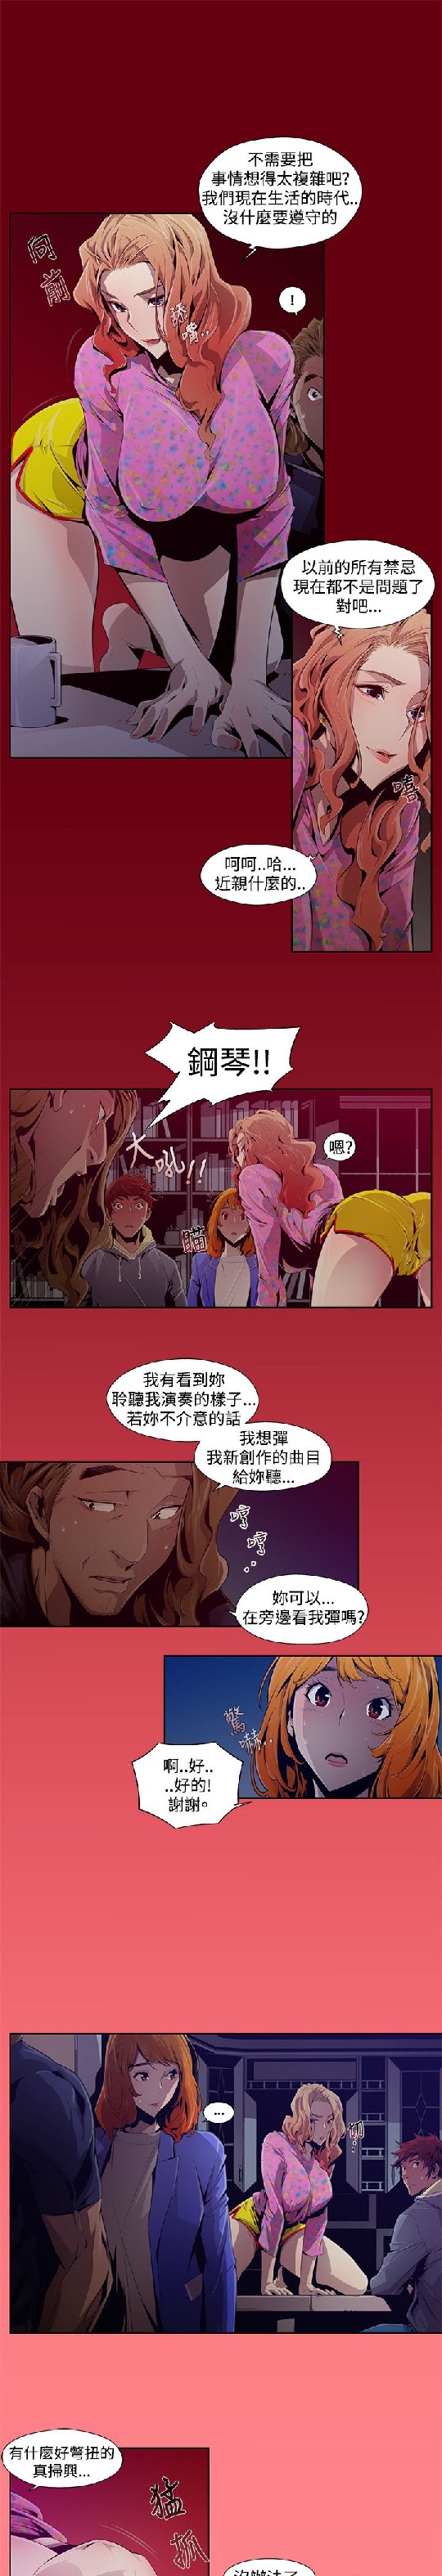 不需要把
事情想得太複雜吧?
我們現在生活的時代..
沒什麼要遵守的
向
前
舔
嘴..
!
以前的所有禁忌
現在都不是問題了
對吧...
嘻
呵呵..哈...
近親什麼的..
鋼琴!!
大
吼!!
嗯?
瞄
我有看到妳
聆聽我演奏的樣子...
若妳不介意的話
我想彈
我新創作的曲目
給妳聽...
哼
哼..
妳可以...
在旁邊看我彈嗎?
驚
嚇..
啊..好..
..好的!
謝謝。
...
有什麼好彆扭的
真掃興...
猛
抓